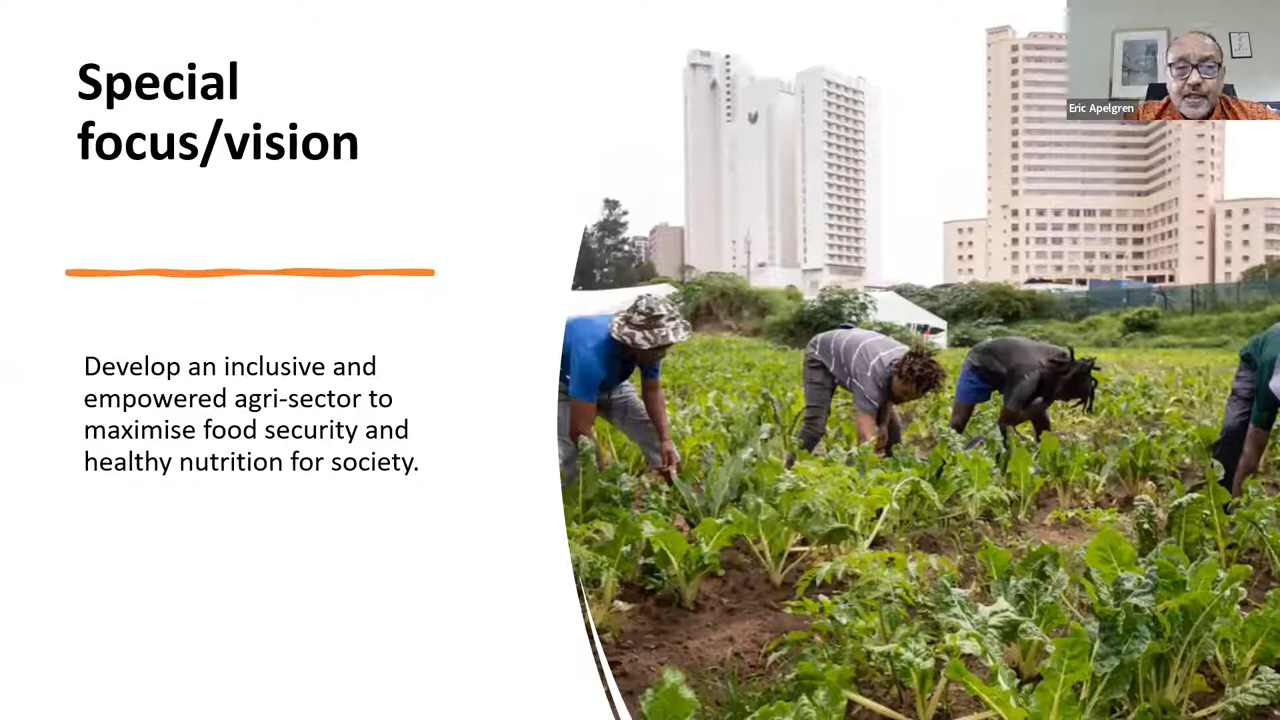 Special
focus/vision
Eric Apelgren
Develop an inclusive and
empowered agri-sector to
maximise food security and
healthy nutrition for society.